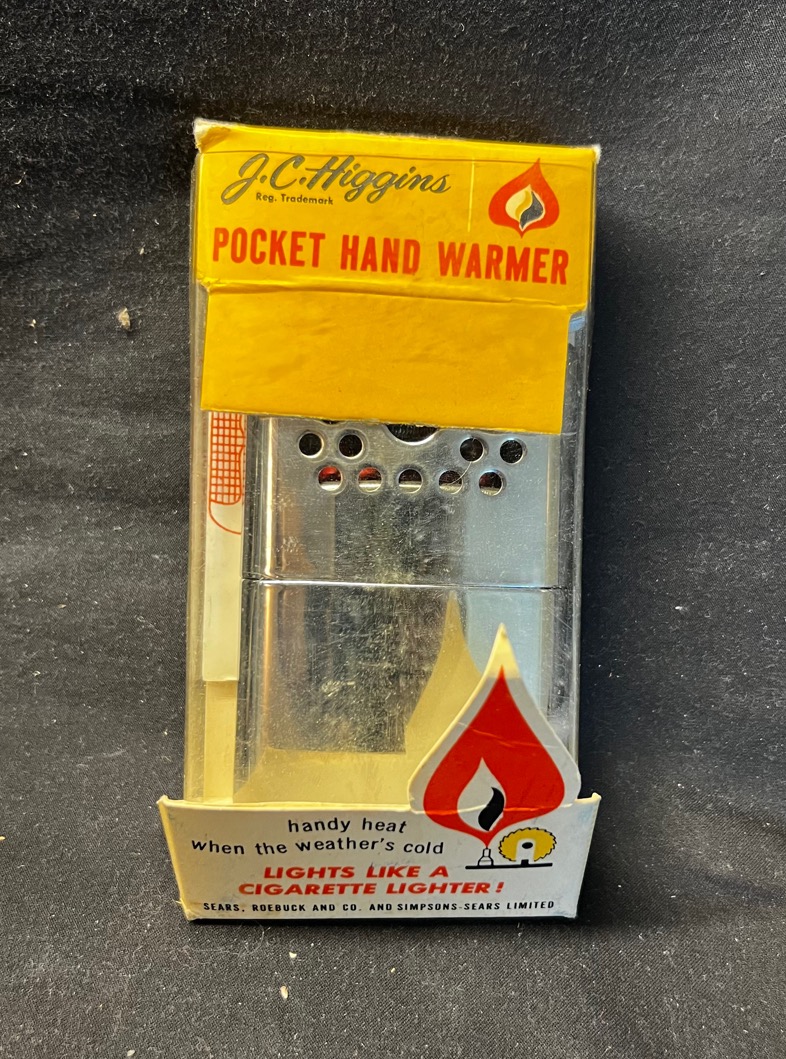 J.C. Higgins
Reg. Trademark
POCKET HAND WARMER
handy heat
when the weather's cold
LIGHTS LIKE A
CIGARETTE LIGHTER!
SEARS, ROEBUCK AND CO. AND SIMPSONS-SEARS LIMITED